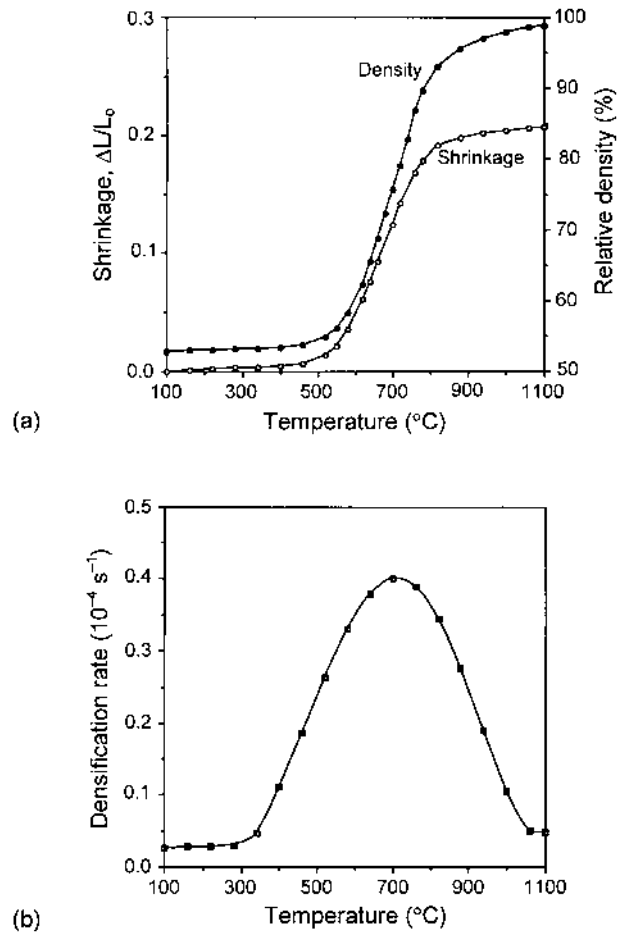 0.3
0.2
0.1
0.0
Shrinkage, ΔL/Lₒ
100
90
80
70
60
50
Relative density (%)
Density
Shrinkage
100 300 500 700 900 1100
Temperature (°C)
(a)
0.5
0.4
0.3
0.2
0.1
0.0
Densification rate (10⁻⁴ s⁻¹)
100 300 500 700 900 1100
Temperature (°C)
(b)